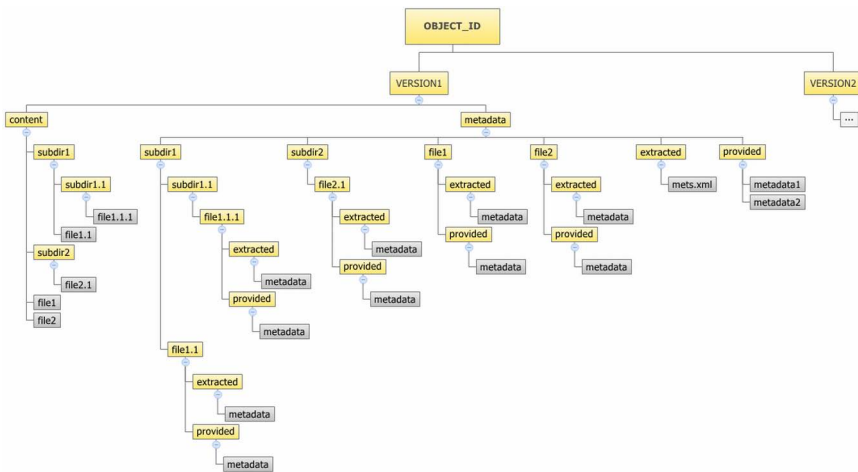 OBJECT_ID
VERSION1 VERSION2
...
content metadata
subdir1 subdir1 subdir2 file1 file2 extracted provided
subdir1.1 subdir1.1 file2.1 extracted extracted mets.xml metadata1
metadata2
file1.1.1 file1.1.1 extracted metadata metadata
file1.1 provided provided
subdir2 extracted metadata
provided metadata metadata
file2.1 metadata
file1 provided metadata
file2
metadata
file1.1
extracted
metadata
provided
metadata